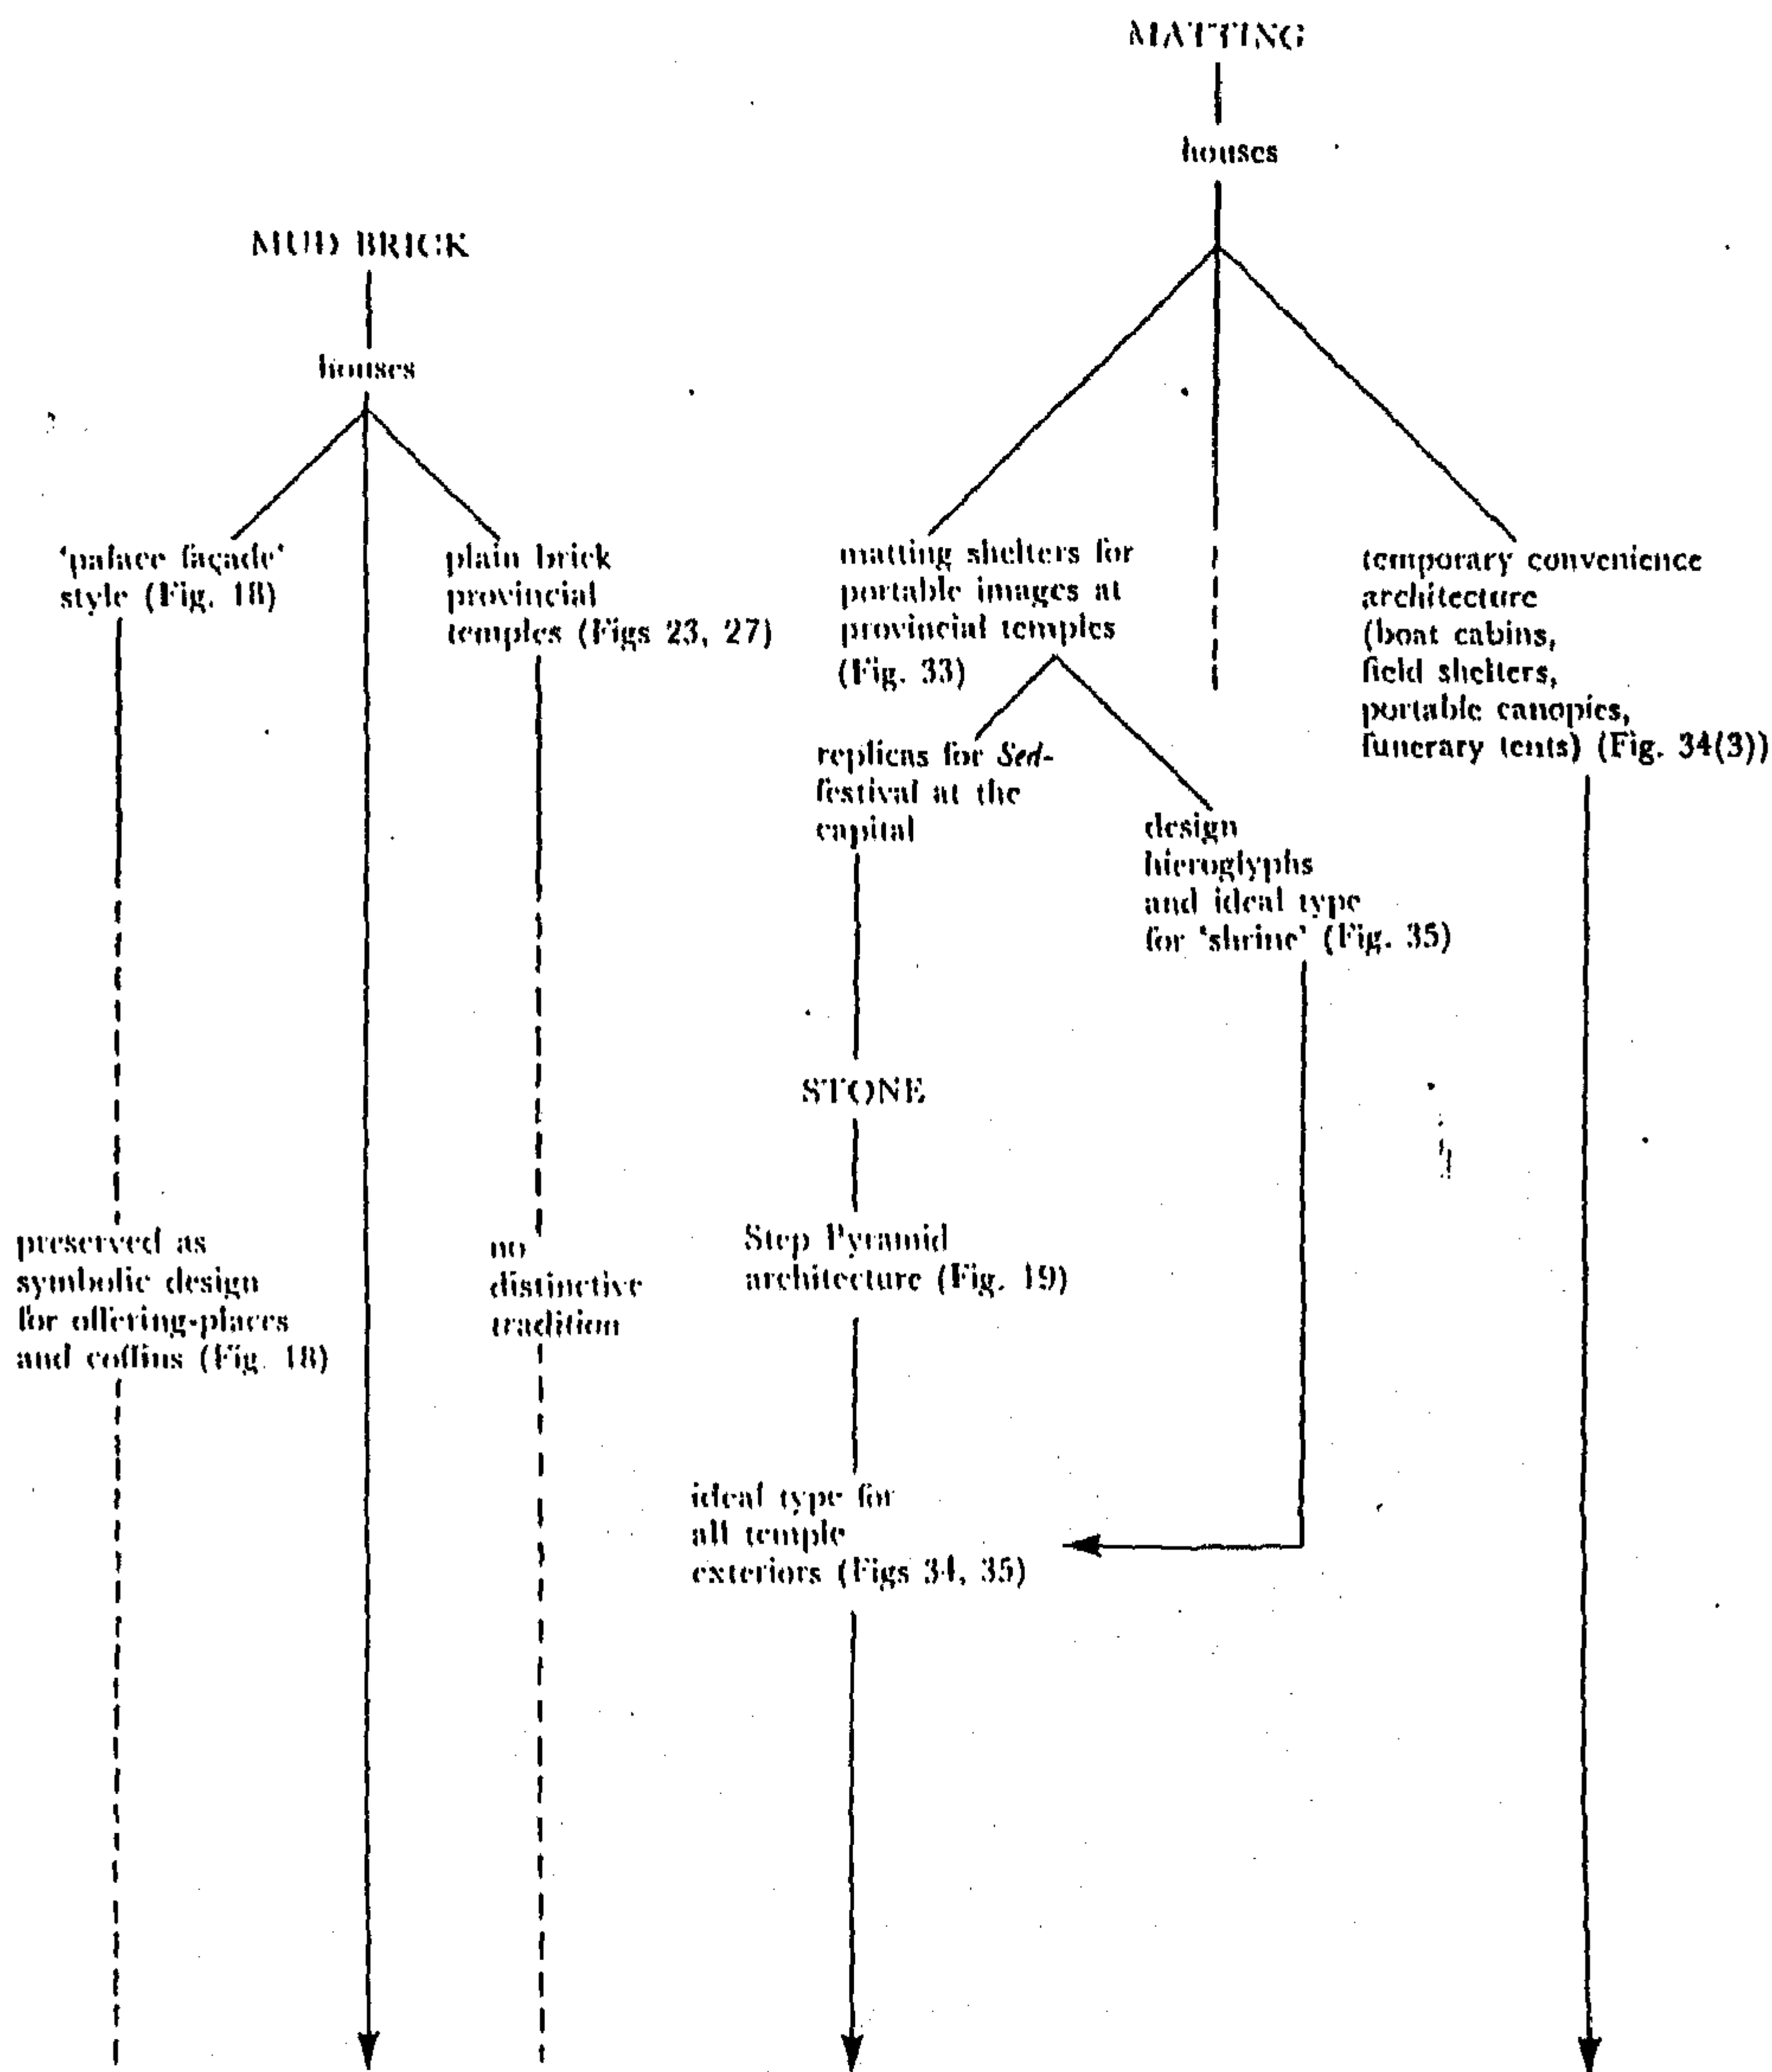 MATTING
houses
MUD BRICK
houses
'palace façade'
style (Fig. 18)
plain brick
provincial
temples (Figs 23, 27)
matting shelters for
portable images at
provincial temples
(Fig. 33)
temporary convenience
architecture
(boat cabins,
field shelters,
portable canopies,
funerary tents) (Fig. 34(3))
replicas for Sed-
festival at the
capital
design
hieroglyphs
and ideal type
for 'shrine' (Fig. 35)
STONE
preserved as
symbolic design
for offering-places
and coffins (Fig. 18)
no
distinctive
tradition
Step Pyramid
architecture (Fig. 19)
ideal type for
all temple
exteriors (Figs 34, 35)